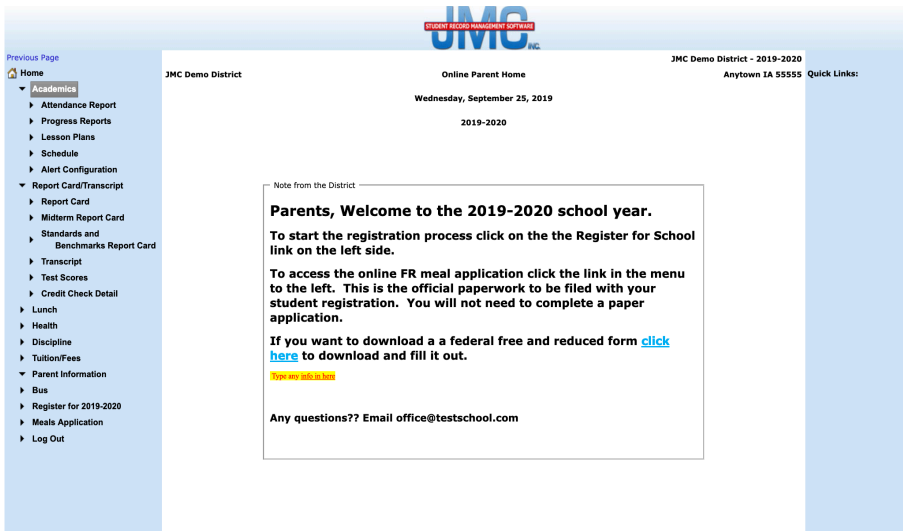 STUDENT RECORD MANAGEMENT SOFTWARE
JMC INC.
Previous Page
JMC Demo District - 2019-2020
Home
JMC Demo District
Online Parent Home
Anytown IA 55555
Quick Links:
Academics
Wednesday, September 25, 2019
Attendance Report
Progress Reports
2019-2020
Lesson Plans
Schedule
Alert Configuration
Report Card/Transcript
Report Card
Midterm Report Card
Standards and
Benchmarks Report Card
Transcript
Test Scores
Credit Check Detail
Lunch
Health
Discipline
Tuition/Fees
Parent Information
Bus
Register for 2019-2020
Meals Application
Log Out
Note from the District
Parents, Welcome to the 2019-2020 school year.
To start the registration process click on the the Register for School
link on the left side.
To access the online FR meal application click the link in the menu
to the left. This is the official paperwork to be filed with your
student registration. You will not need to complete a paper
application.
If you want to download a a federal free and reduced form click
here to download and fill it out.
Type any info in here
Any questions?? Email office@testschool.com